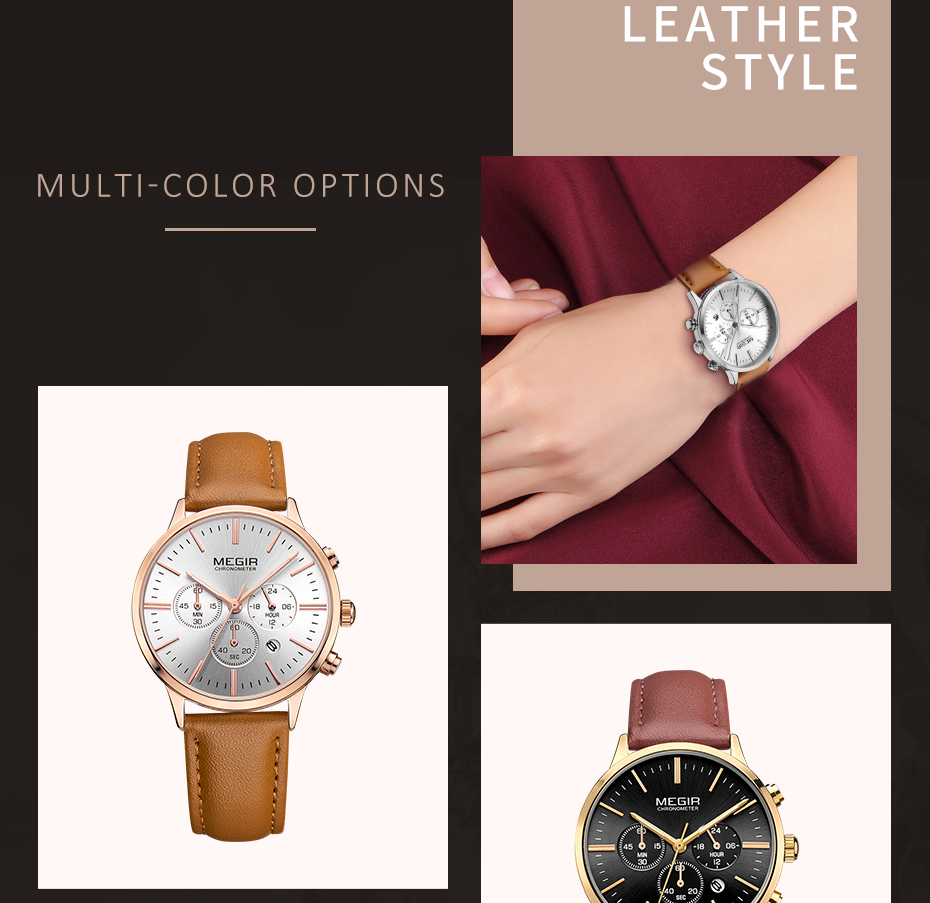 LEATHER
STYLE
MULTI-COLOR OPTIONS
MEGIR
MEGIR
CHRONOMETER
60
45 15
MIN
30
24
18 06
HOUR
12
60
40 20
SEC
MEGIR
CHRONOMETER
60
45 15
MIN
30
24
18 06
HOUR
12
60
40 20
SEC